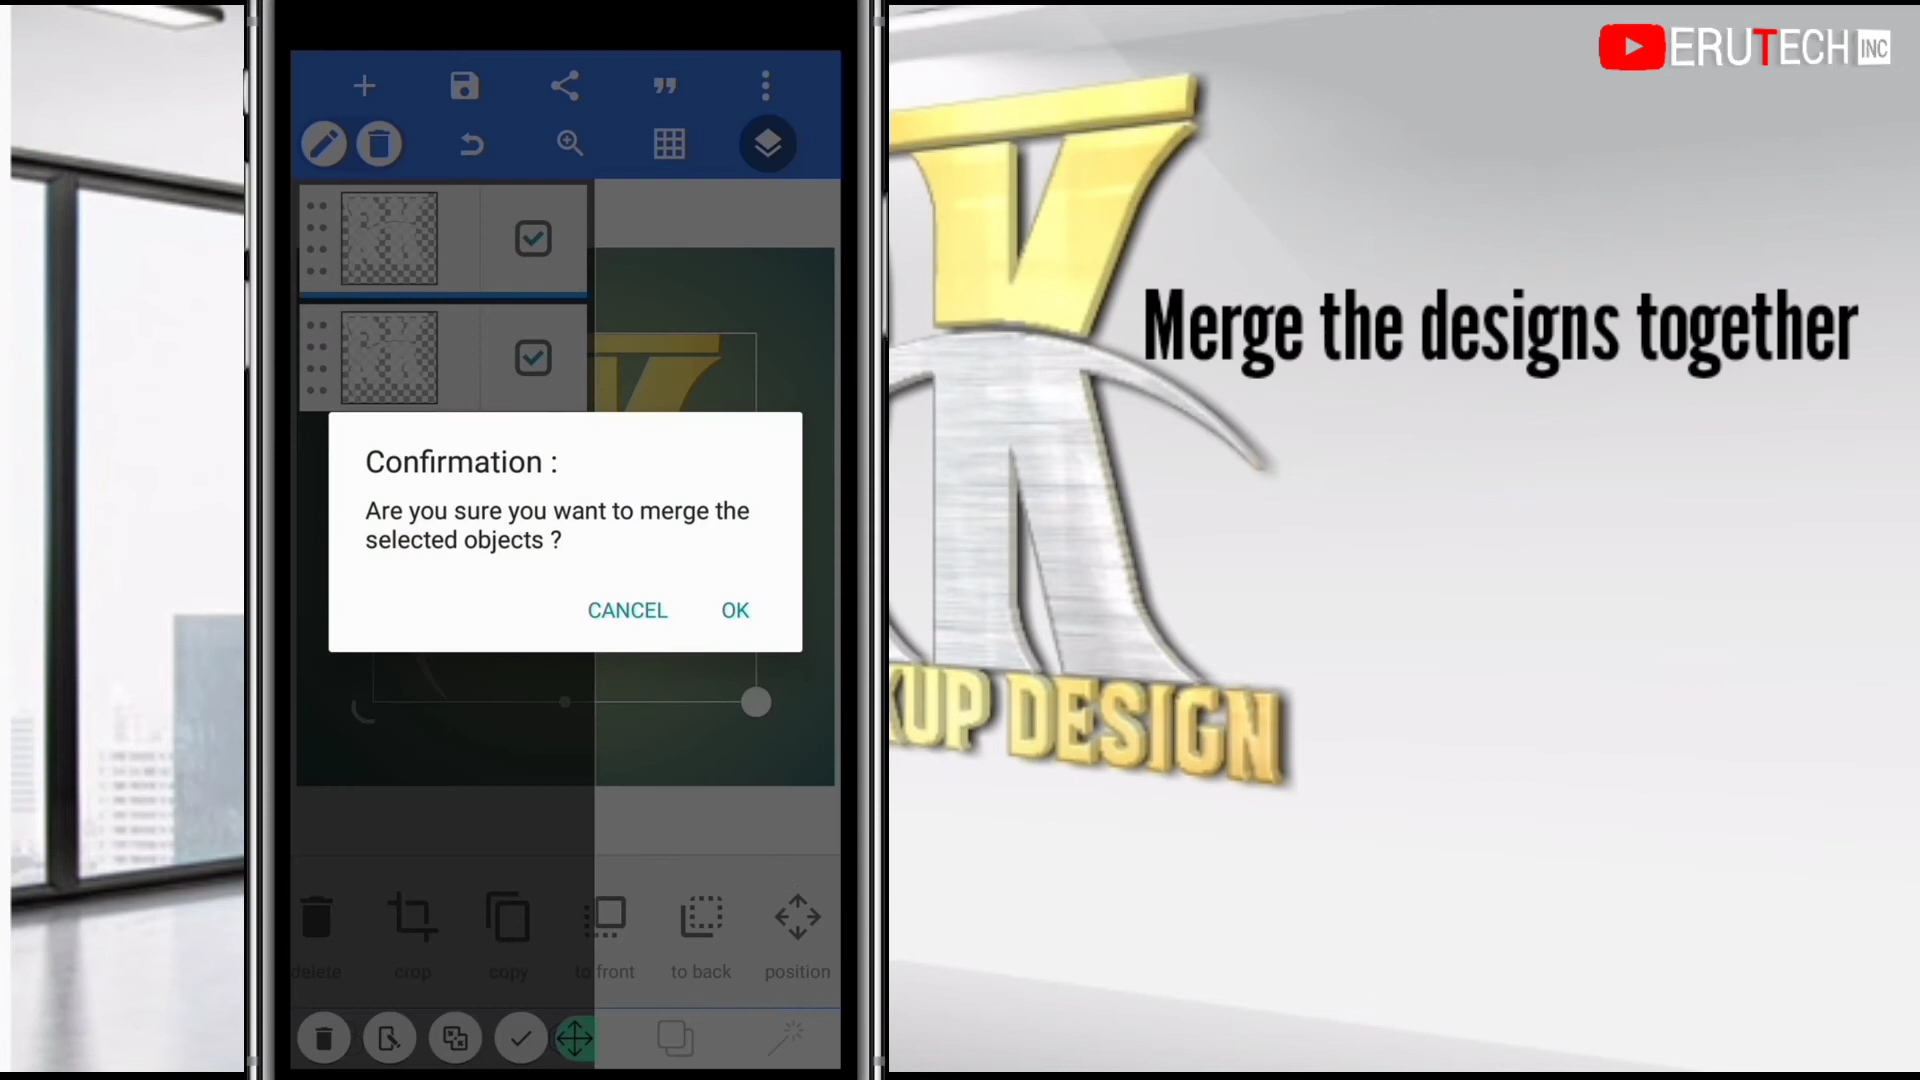 ERUTECH INC
Merge the designs together
Confirmation :
Are you sure you want to merge the
selected objects ?
CANCEL OK
KUP DESIGN
delete crop copy to front to back position